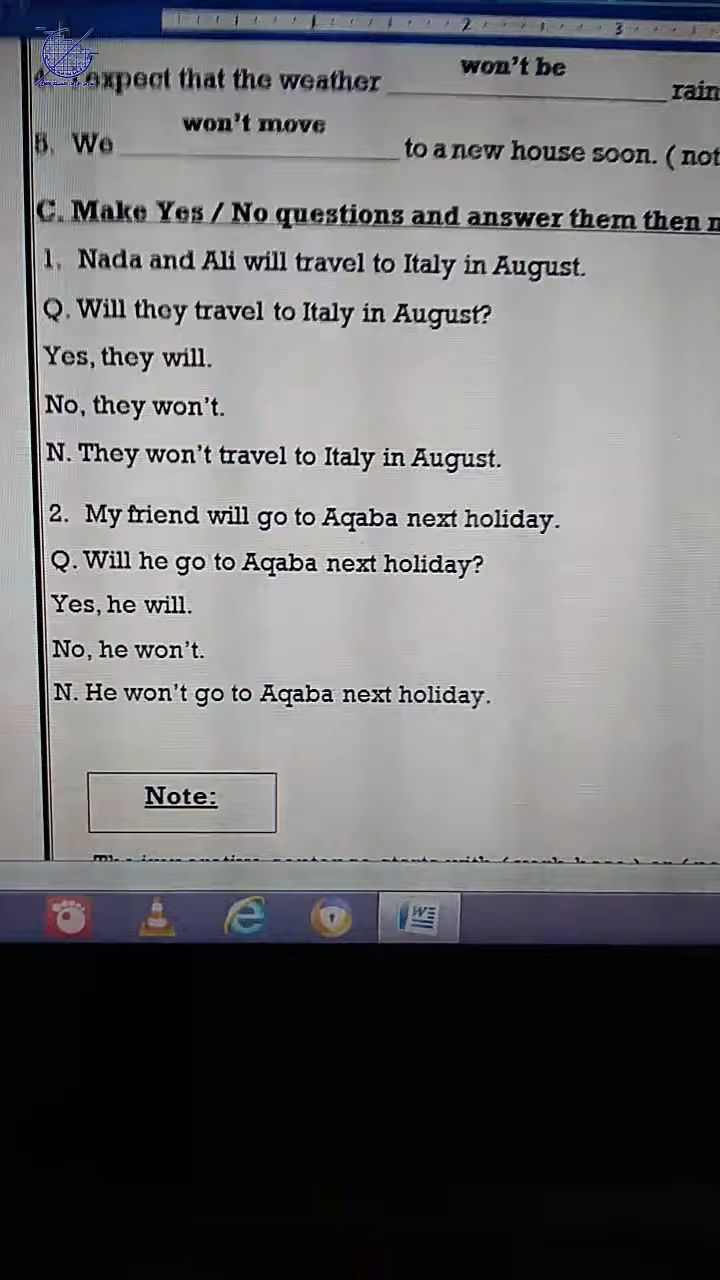 2 3
expect that the weather won't be rain
5. We won't move to a new house soon. ( not
C. Make Yes / No questions and answer them then
1. Nada and Ali will travel to Italy in August.
Q. Will they travel to Italy in August?
Yes, they will.
No, they won't.
N. They won't travel to Italy in August.
2. My friend will go to Aqaba next holiday.
Q. Will he go to Aqaba next holiday?
Yes, he will.
No, he won't.
N. He won't go to Aqaba next holiday.
Note: